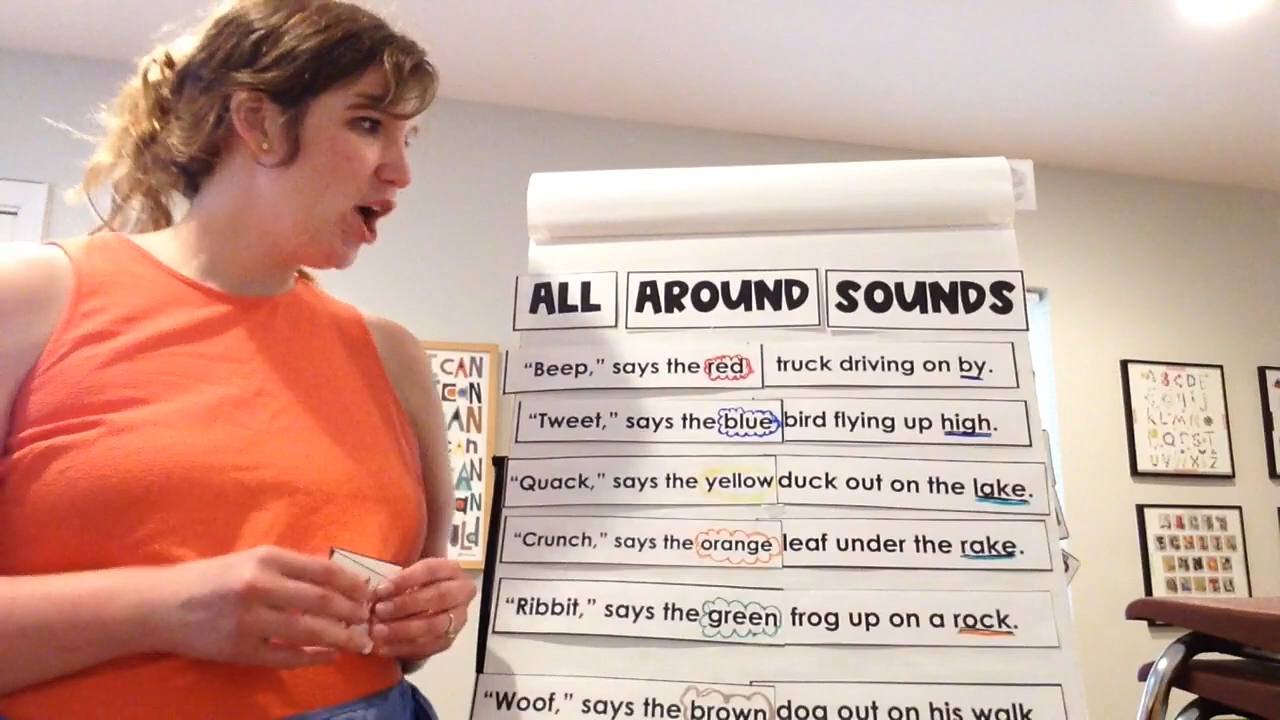 ALL AROUND SOUNDS
"Beep," says the red truck driving on by.
"Tweet," says the blue bird flying up high.
"Quack," says the yellow duck out on the lake.
"Crunch," says the orange leaf under the rake.
"Ribbit," says the green frog up on a rock.
"Woof," says the brown dog out on his walk
CAN